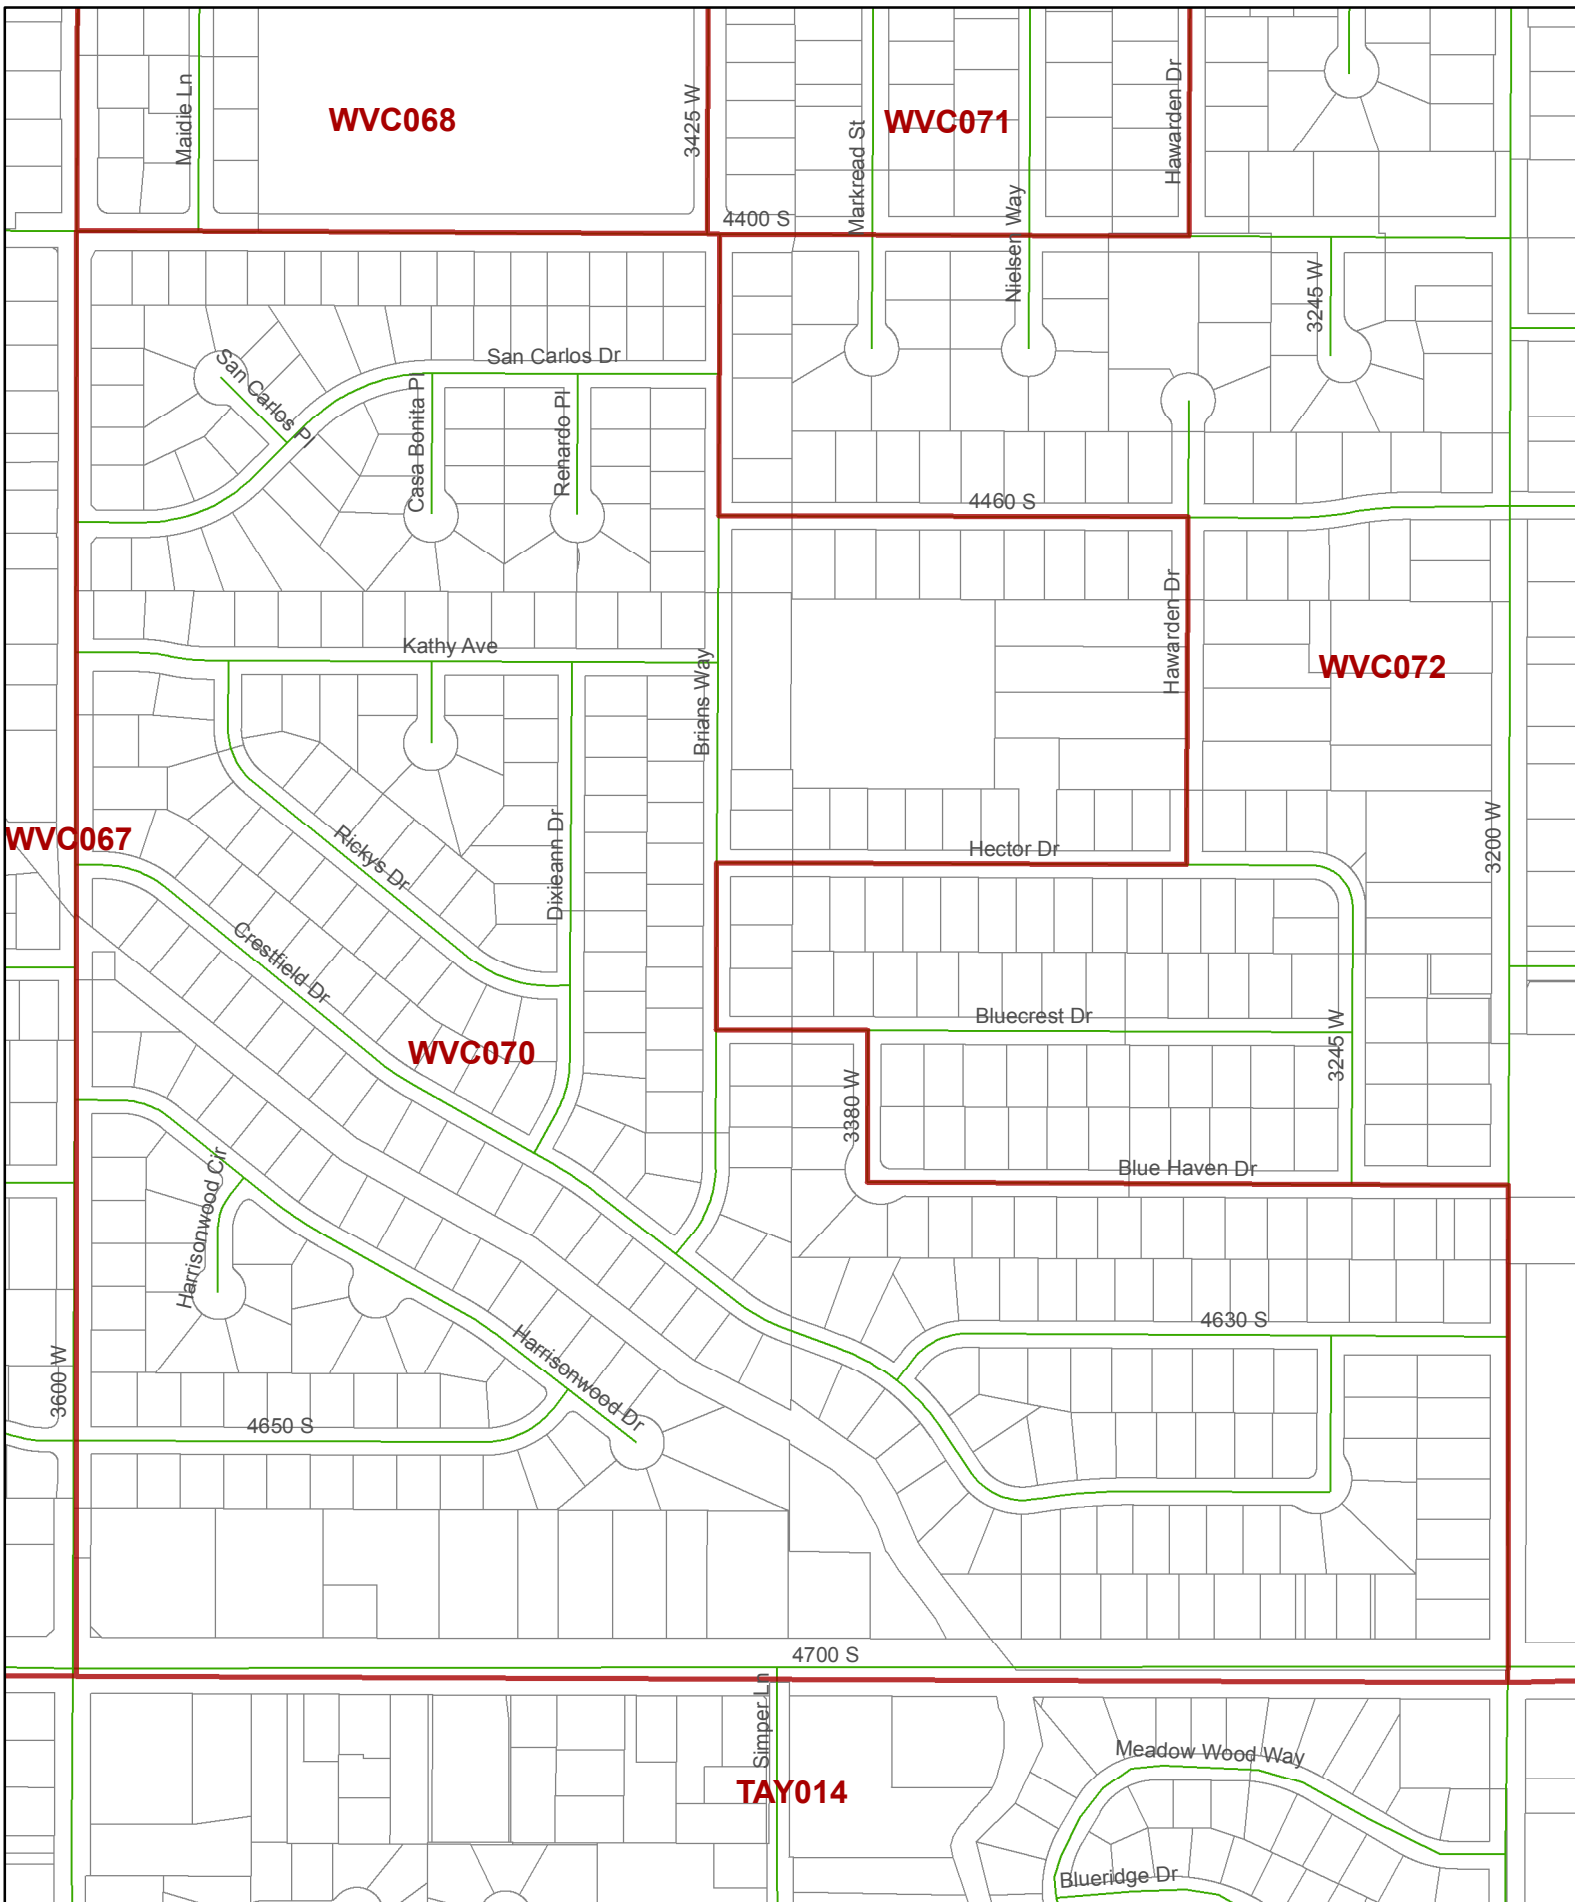 Maidie Ln
WVC068
3425 W
Markread St
WVC071
Nielsen Way
Hawarden Dr
4400 S
3245 W
San Carlos Dr
San Carlos Pl
Casa Bonita Pl
Renardo Pl
4460 S
Kathy Ave
Brians Way
Hawarden Dr
WVC072
WVC067
Rickys Dr
Dixieann Dr
Hector Dr
3200 W
Crestfield Dr
WVC070
Bluecrest Dr
3245 W
3380 W
Blue Haven Dr
Harrisonwood Cir
Harrisonwood Dr
4630 S
3600 W
4650 S
4700 S
Simper Ln
Meadow Wood Way
TAY014
Blueridge Dr